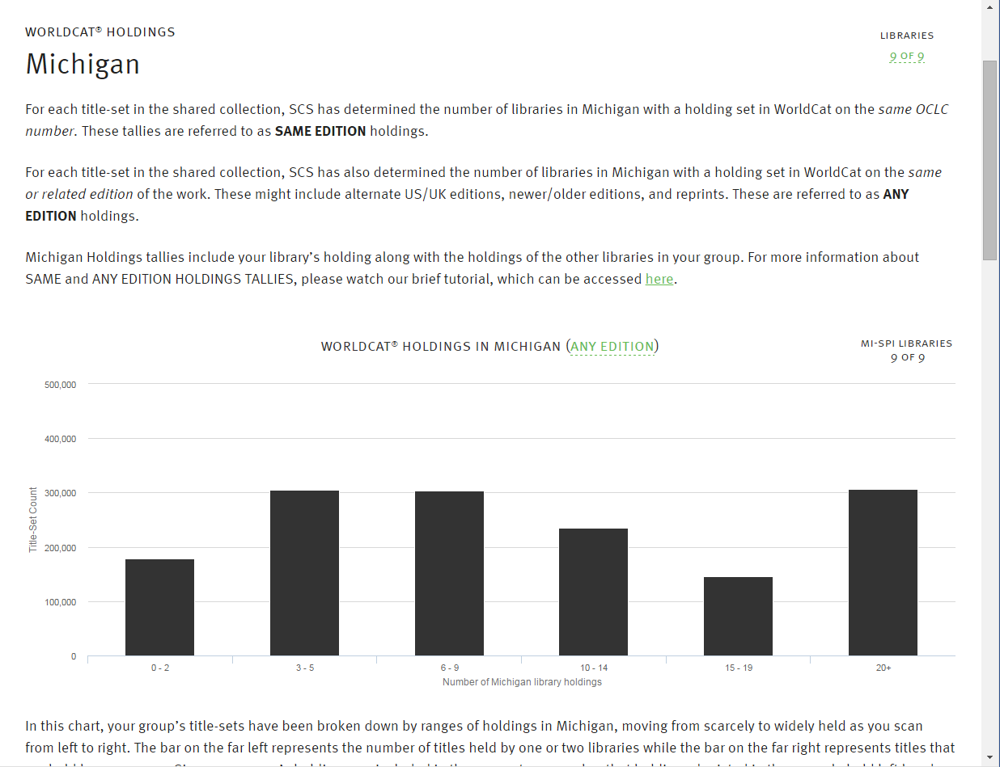 WORLDCAT® HOLDINGS
Michigan
LIBRARIES
9 OF 9
For each title-set in the shared collection, SCS has determined the number of libraries in Michigan with a holding set in WorldCat on the same OCLC
number. These tallies are referred to as SAME EDITION holdings.
For each title-set in the shared collection, SCS has also determined the number of libraries in Michigan with a holding set in WorldCat on the same
or related edition of the work. These might include alternate US/UK editions, newer/older editions, and reprints. These are referred to as ANY
EDITION holdings.
Michigan Holdings tallies include your library’s holding along with the holdings of the other libraries in your group. For more information about
SAME and ANY EDITION HOLDINGS TALLIES, please watch our brief tutorial, which can be accessed here.
WORLDCAT® HOLDINGS IN MICHIGAN (ANY EDITION)
MI-SPI LIBRARIES
9 OF 9
500,000
400,000
300,000
200,000
100,000
0
Title-Set Count
0 - 2
3 - 5
6 - 9
10 - 14
15 - 19
20+
Number of Michigan library holdings
In this chart, your group’s title-sets have been broken down by ranges of holdings in Michigan, moving from scarcely to widely held as you scan
from left to right. The bar on the far left represents the number of titles held by one or two libraries while the bar on the far right represents titles that